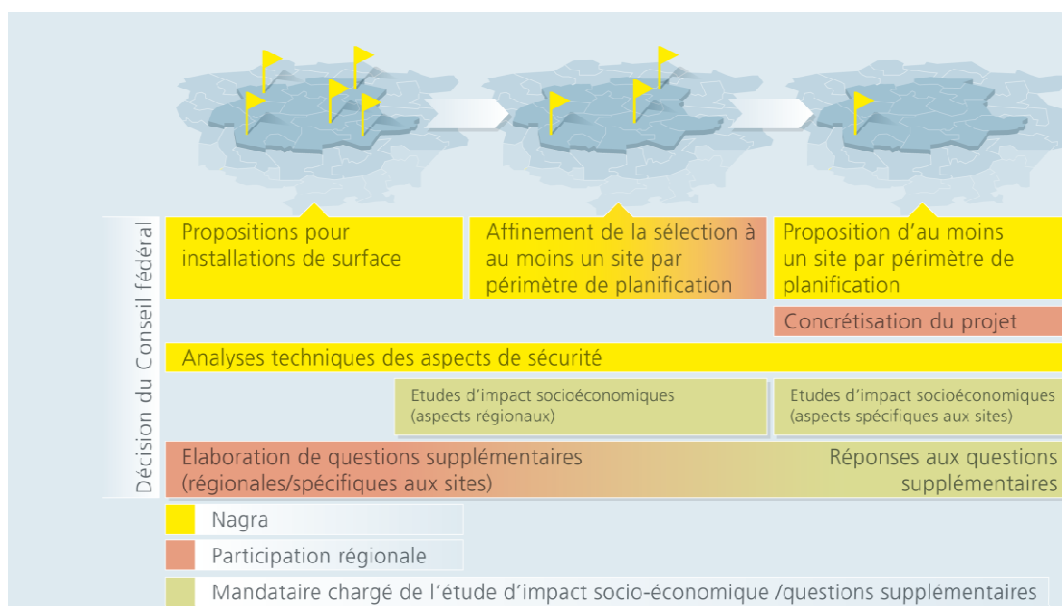 Décision du Conseil fédéral
Propositions pour
installations de surface
Affinement de la sélection à
au moins un site par
périmètre de planification
Proposition d'au moins
un site par périmètre de
planification
Concrétisation du projet
Analyses techniques des aspects de sécurité
Etudes d'impact socioéconomiques
(aspects régionaux)
Etudes d'impact socioéconomiques
(aspects spécifiques aux sites)
Elaboration de questions supplémentaires
(régionales/spécifiques aux sites)
Réponses aux questions
supplémentaires
Nagra
Participation régionale
Mandataire chargé de l'étude d'impact socio-économique /questions supplémentaires